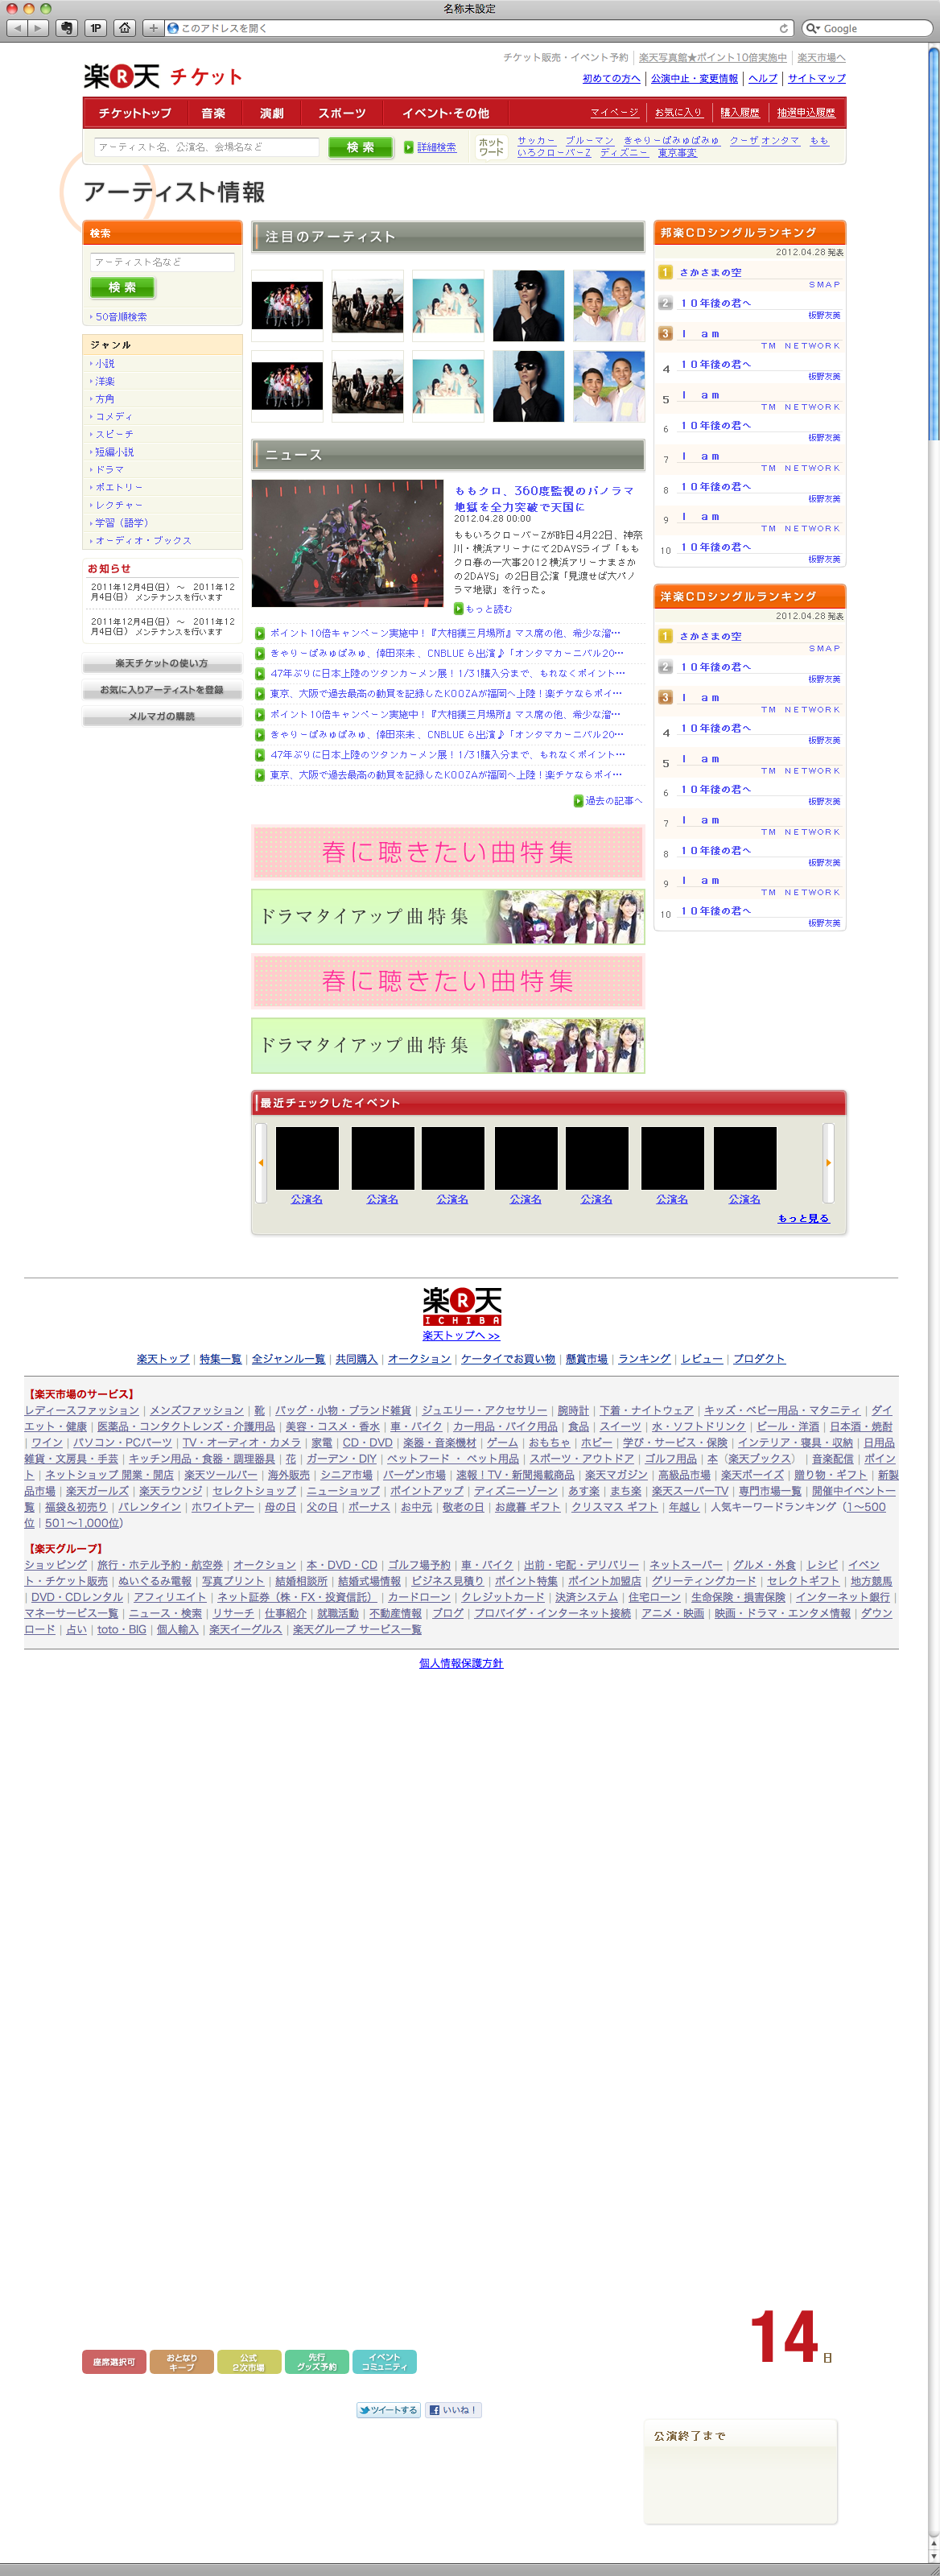 名称未設定
1P
このアドレスを開く
Google
チケット販売・イベント予約 楽天写真館★ポイント10倍実施中 楽天市場へ
楽天 チケット
初めての方へ 公演中止・変更情報 ヘルプ サイトマップ
チケットトップ 音楽 演劇 スポーツ イベント・その他 マイページ お気に入り 購入履歴 抽選申込履歴
アーティスト名、公演名、会場名など 検索 詳細検索 ホットワード サッカー ブルーマン きゃりーぱみゅぱみゅ クーザ オンタマ もも
いろクローバーZ ディズニー 東京事変
アーティスト情報
検索
アーティスト名など
検索
50音順検索
ジャンル
小説
洋楽
方角
コメディ
スピーチ
短編小説
ドラマ
ポエトリー
レクチャー
学習（語学）
オーディオ・ブックス
お知らせ
2011年12月4日(日) ～ 2011年12
月4日(日) メンテナンスを行います
2011年12月4日(日) ～ 2011年12
月4日(日) メンテナンスを行います
楽天チケットの使い方
お気に入りアーティストを登録
メルマガの購読
注目のアーティスト
ニュース
ももクロ、360度監視のパノラマ
地獄を全力突破で天国に
2012.04.28 00:00
ももいろクローバーZが昨日4月22日、神奈
川・横浜アリーナにて2DAYSライブ「もも
クロ春の一大事2012 横浜アリーナまさか
の2DAYS」の2日目公演「見渡せば大パノ
ラマ地獄」を行った。
もっと読む
ポイント10倍キャンペーン実施中！『大相撲三月場所』マス席の他、希少な溜…
きゃりーぱみゅぱみゅ、倖田來未 、CNBLUE ら出演♪「オンタマカーニバル20…
47年ぶりに日本上陸のツタンカーメン展！1/31購入分まで、もれなくポイント…
東京、大阪で過去最高の動員を記録したKOOZAが福岡へ上陸！楽チケならポイ…
ポイント10倍キャンペーン実施中！『大相撲三月場所』マス席の他、希少な溜…
きゃりーぱみゅぱみゅ、倖田來未 、CNBLUE ら出演♪「オンタマカーニバル20…
47年ぶりに日本上陸のツタンカーメン展！1/31購入分まで、もれなくポイント…
東京、大阪で過去最高の動員を記録したKOOZAが福岡へ上陸！楽チケならポイ…
過去の記事へ
春に聴きたい曲特集
ドラマタイアップ曲特集
春に聴きたい曲特集
ドラマタイアップ曲特集
邦楽CDシングルランキング
2012.04.28 発表
1 さかさまの空
SMAP
2 10年後の君へ
板野友美
3 I am
TM NETWORK
4 10年後の君へ
板野友美
5 I am
TM NETWORK
6 10年後の君へ
板野友美
7 I am
TM NETWORK
8 10年後の君へ
板野友美
9 I am
TM NETWORK
10 10年後の君へ
板野友美
洋楽CDシングルランキング
2012.04.28 発表
1 さかさまの空
SMAP
2 10年後の君へ
板野友美
3 I am
TM NETWORK
4 10年後の君へ
板野友美
5 I am
TM NETWORK
6 10年後の君へ
板野友美
7 I am
TM NETWORK
8 10年後の君へ
板野友美
9 I am
TM NETWORK
10 10年後の君へ
板野友美
最近チェックしたイベント
公演名 公演名 公演名 公演名 公演名 公演名 公演名
もっと見る
楽天
ICHIBA
楽天トップへ >>
楽天トップ | 特集一覧 | 全ジャンル一覧 | 共同購入 | オークション | ケータイでお買い物 | 懸賞市場 | ランキング | レビュー | プロダクト
【楽天市場のサービス】
レディースファッション | メンズファッション | 靴 | バッグ・小物・ブランド雑貨 | ジュエリー・アクセサリー | 腕時計 | 下着・ナイトウェア | キッズ・ベビー用品・マタニティ | ダイ
エット・健康 | 医薬品・コンタクトレンズ・介護用品 | 美容・コスメ・香水 | 車・バイク | カー用品・バイク用品 | 食品 | スイーツ | 水・ソフトドリンク | ビール・洋酒 | 日本酒・焼酎
| ワイン | パソコン・PCパーツ | TV・オーディオ・カメラ | 家電 | CD・DVD | 楽器・音楽機材 | ゲーム | おもちゃ | ホビー | 学び・サービス・保険 | インテリア・寝具・収納 | 日用品
雑貨・文房具・手芸 | キッチン用品・食器・調理器具 | 花 | ガーデン・DIY | ペットフード ・ ペット用品 | スポーツ・アウトドア | ゴルフ用品 | 本（楽天ブックス） | 音楽配信 | ポイン
ト | ネットショップ 開業・開店 | 楽天ツールバー | 海外販売 | シニア市場 | バーゲン市場 | 速報！TV・新聞掲載商品 | 楽天マガジン | 高級品市場 | 楽天ボーイズ | 贈り物・ギフト | 新製
品市場 | 楽天ガールズ | 楽天ラウンジ | セレクトショップ | ニューショップ | ポイントアップ | ディズニーゾーン | あす楽 | まち楽 | 楽天スーパーTV | 専門市場一覧 | 開催中イベント一
覧 | 福袋＆初売り | バレンタイン | ホワイトデー | 母の日 | 父の日 | ボーナス | お中元 | 敬老の日 | お歳暮 ギフト | クリスマス ギフト | 年越し | 人気キーワードランキング（1～500
位 | 501～1,000位）
【楽天グループ】
ショッピング | 旅行・ホテル予約・航空券 | オークション | 本・DVD・CD | ゴルフ場予約 | 車・バイク | 出前・宅配・デリバリー | ネットスーパー | グルメ・外食 | レシピ | イベン
ト・チケット販売 | ぬいぐるみ電報 | 写真プリント | 結婚相談所 | 結婚式場情報 | ビジネス見積り | ポイント特集 | ポイント加盟店 | グリーティングカード | セレクトギフト | 地方競馬
| DVD・CDレンタル | アフィリエイト | ネット証券（株・FX・投資信託） | カードローン | クレジットカード | 決済システム | 住宅ローン | 生命保険・損害保険 | インターネット銀行 |
マネーサービス一覧 | ニュース・検索 | リサーチ | 仕事紹介 | 就職活動 | 不動産情報 | ブログ | プロバイダ・インターネット接続 | アニメ・映画 | 映画・ドラマ・エンタメ情報 | ダウン
ロード | 占い | toto・BIG | 個人輸入 | 楽天イーグルス | 楽天グループ サービス一覧
個人情報保護方針
14日
座席選択可 おとなりキープ 公式2次市場 先行グッズ予約 イベントコミュニティ
ツイートする いいね！
公演終了まで